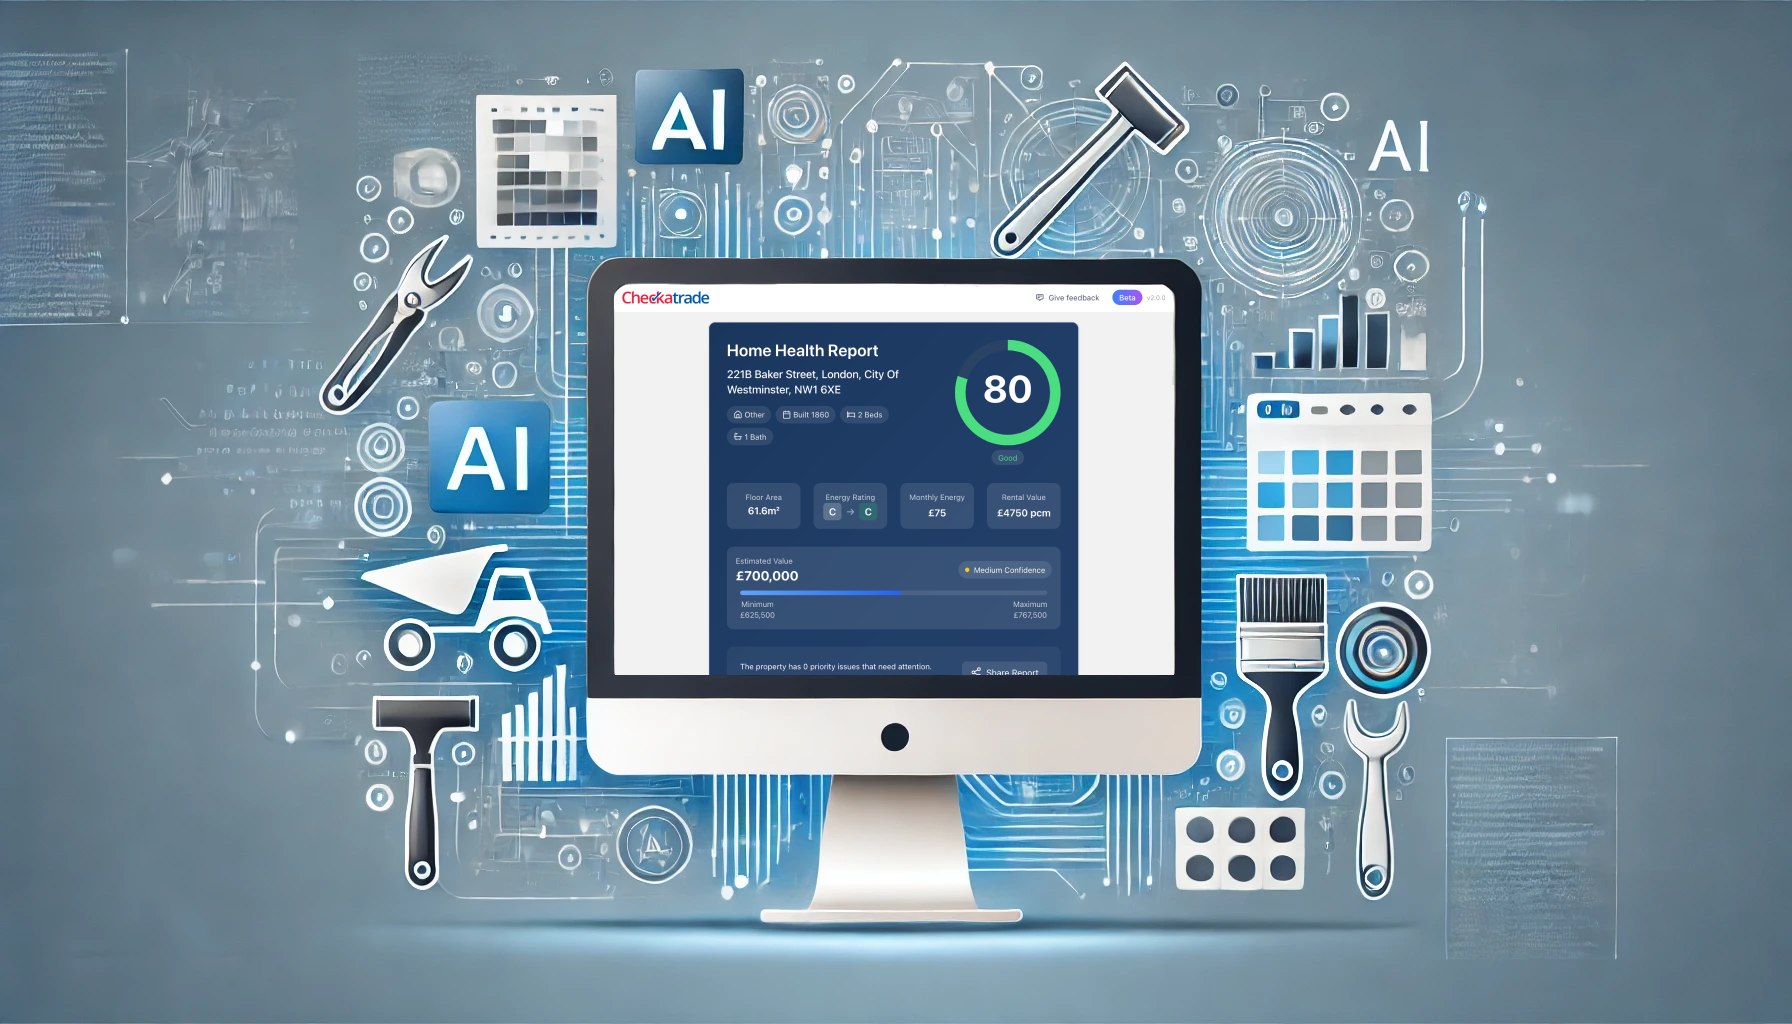 AI
AI
AI
Checkatrade
Give feedback
Beta
v2.0.0
Home Health Report
221B Baker Street, London, City Of
Westminster, NW1 6XE
Other
Built 1860
2 Beds
1 Bath
80
Good
Floor Area
61.6m²
Energy Rating
C → C
Monthly Energy
£75
Rental Value
£4750 pcm
Estimated Value
£700,000
Medium Confidence
Minimum
£625,500
Maximum
£767,500
The property has 0 priority issues that need attention.
Share Report